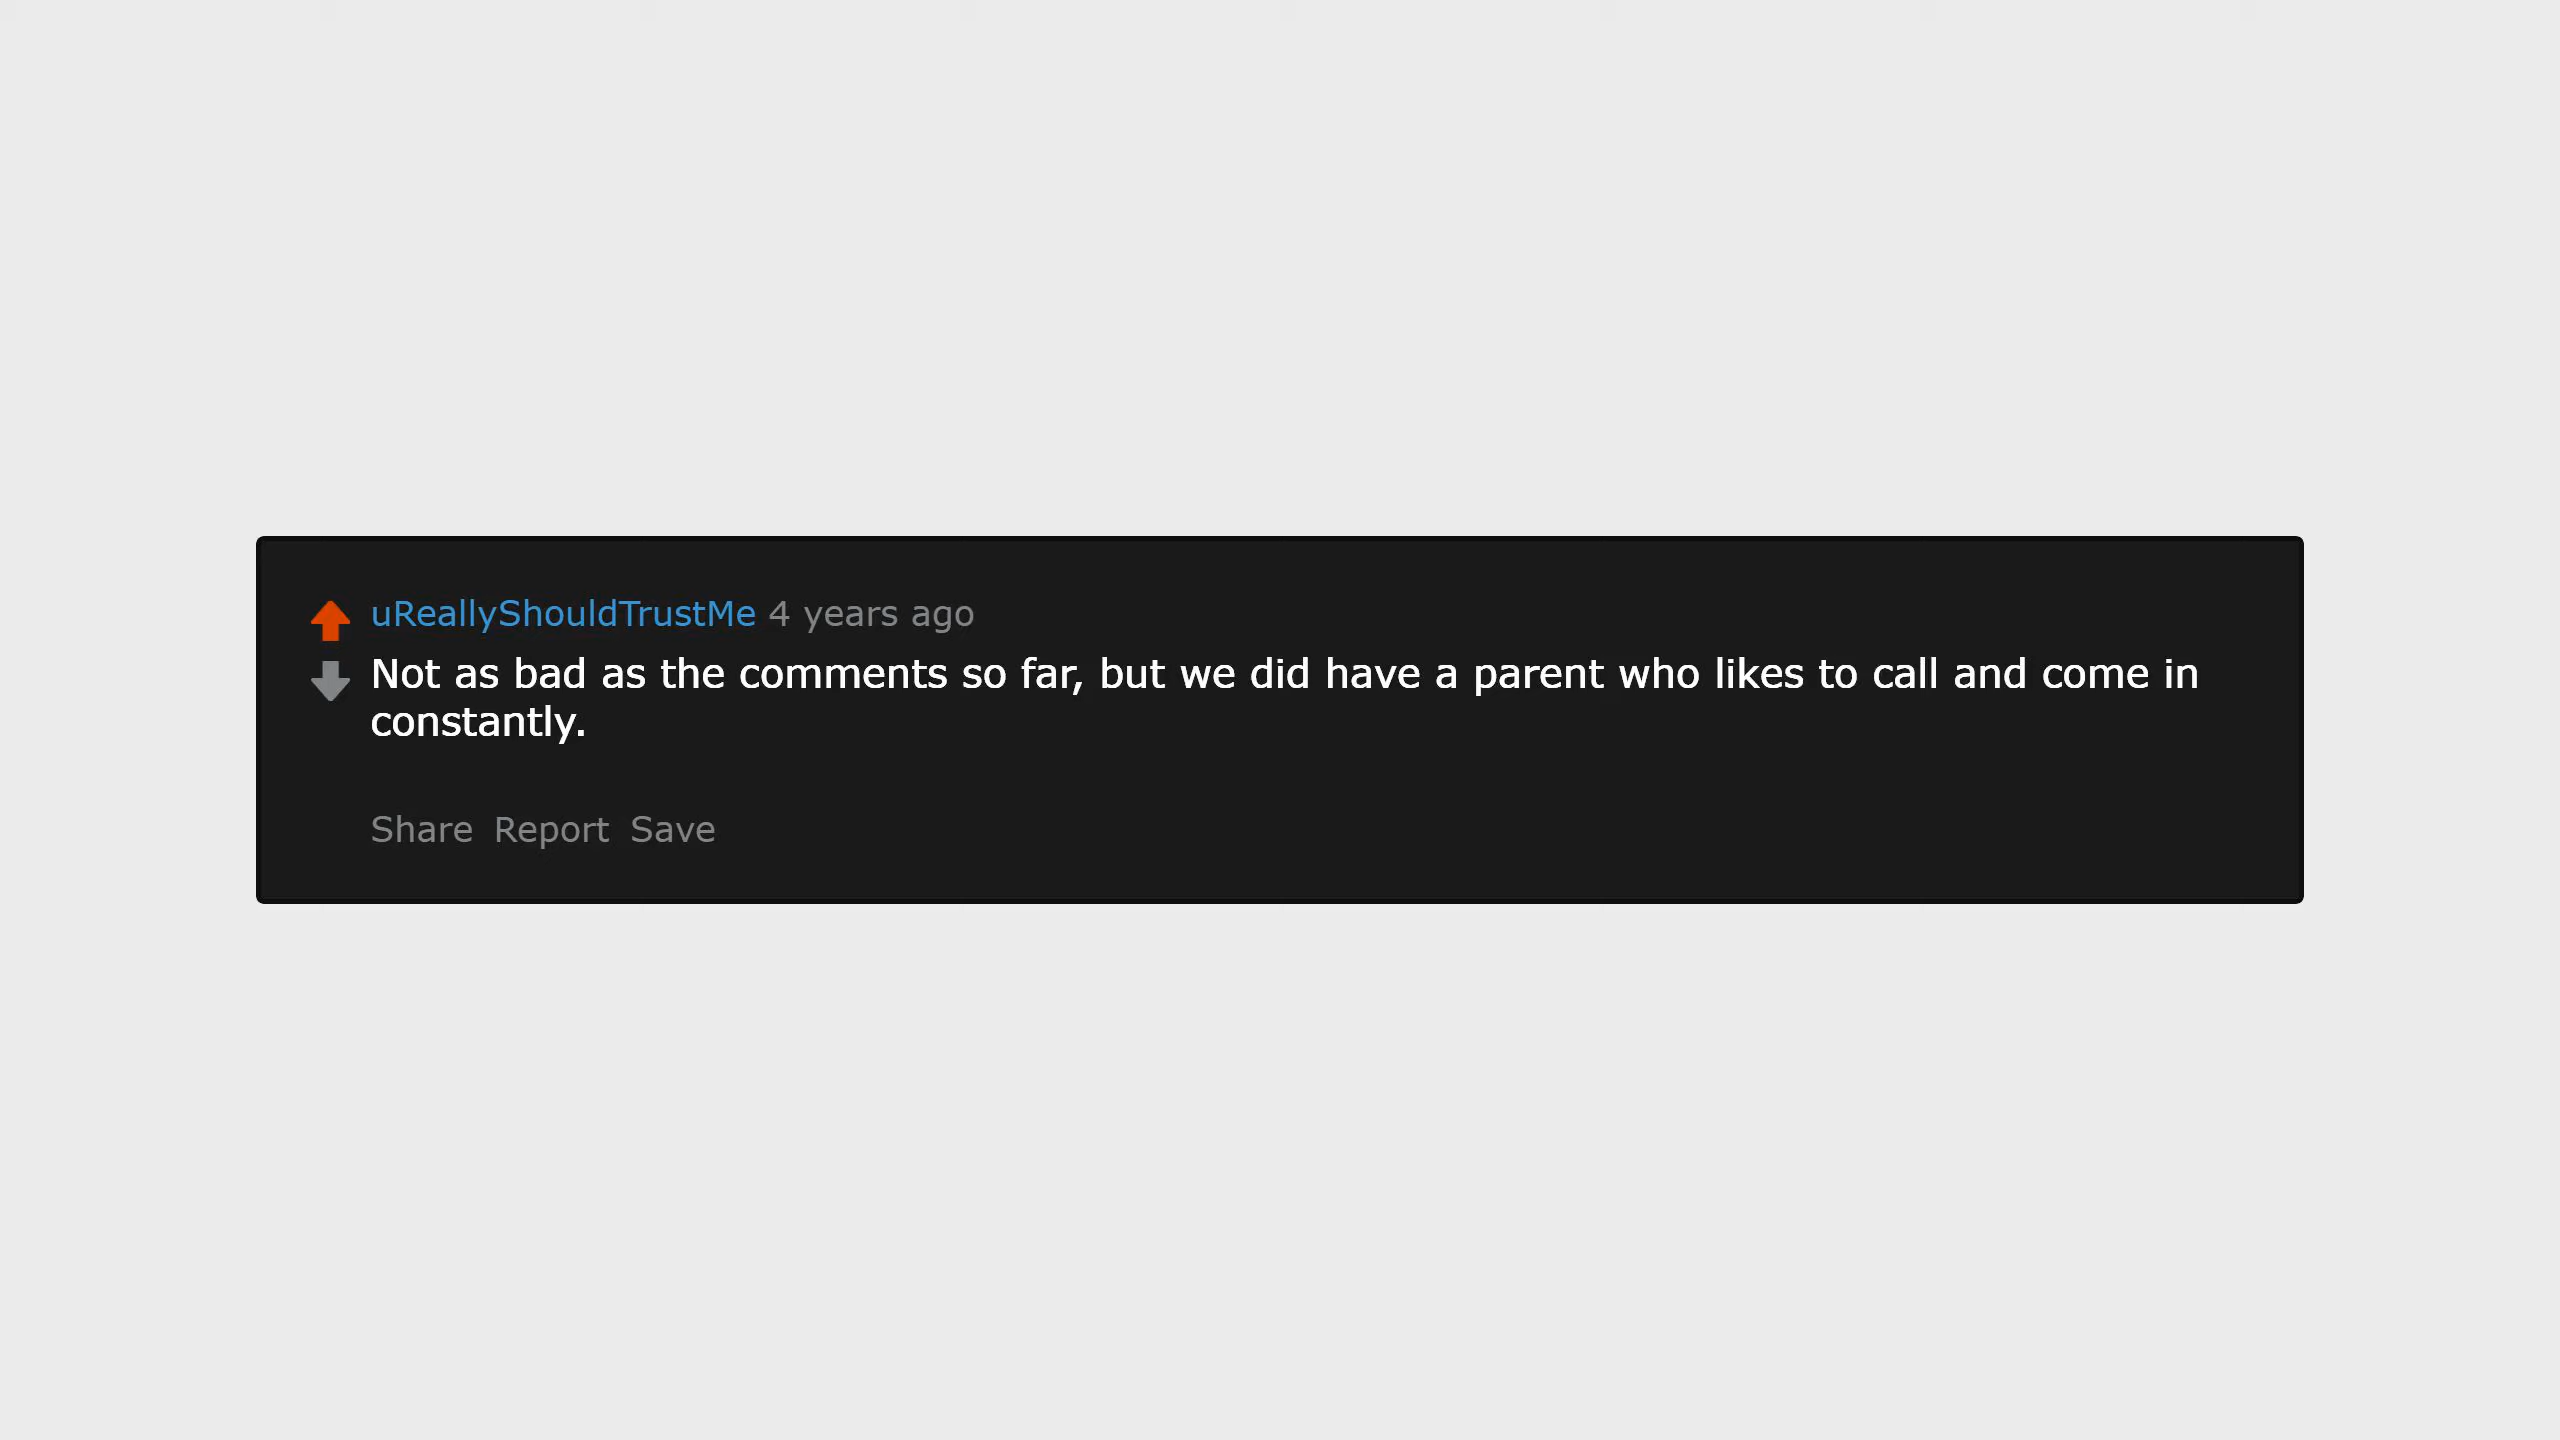 uReallyShouldTrustMe 4 years ago
Not as bad as the comments so far, but we did have a parent who likes to call and come in
constantly.
Share Report Save